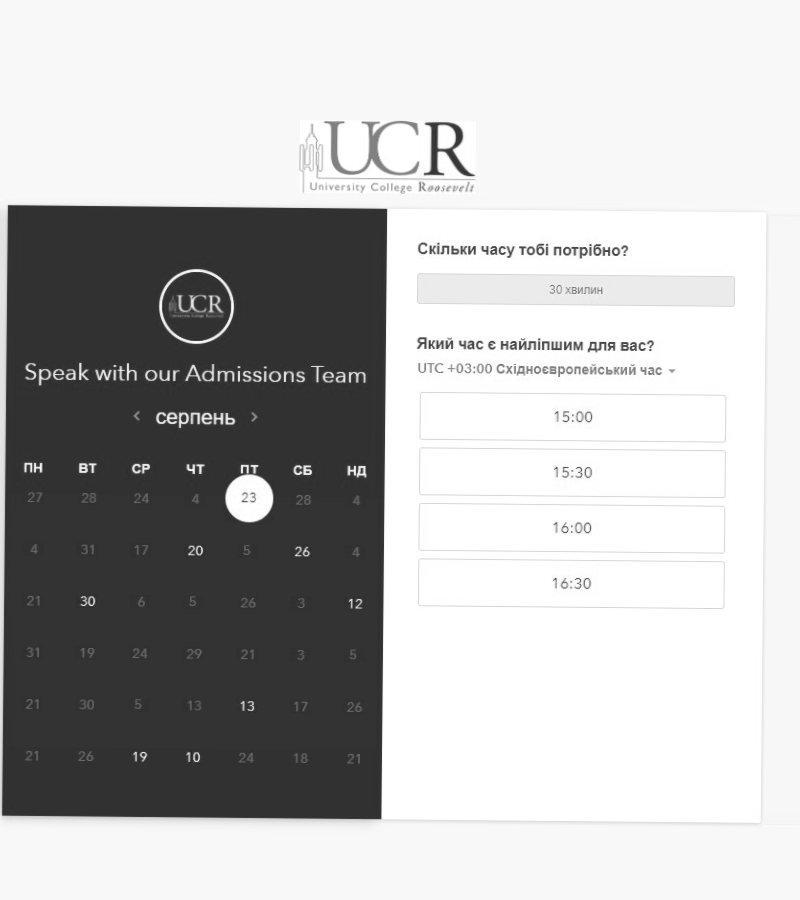 UCR
University College Roosevelt
UCR
Speak with our Admissions Team
< серпень >
ПН ВТ СР ЧТ ПТ СБ НД
27 28 24 4 23 28 4
4 31 17 20 5 26 4
21 30 6 5 26 3 12
31 19 24 29 21 3 5
21 30 5 13 13 17 26
21 26 19 10 24 18 21
Скільки часу тобі потрібно?
30 хвилин
Який час є найліпшим для вас?
UTC +03:00 Східноєвропейський час
15:00
15:30
16:00
16:30